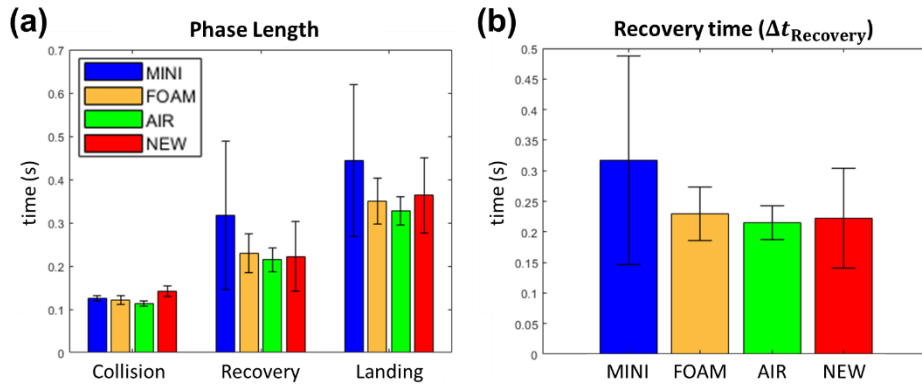 (a)
Phase Length
0.7
0.6
0.5
0.4
0.3
0.2
0.1
0
time (s)
MINI
FOAM
AIR
NEW
Collision
Recovery
Landing
(b)
Recovery time (Δt_Recovery)
0.5
0.45
0.4
0.35
0.3
0.25
0.2
0.15
0.1
0.05
0
time (s)
MINI
FOAM
AIR
NEW